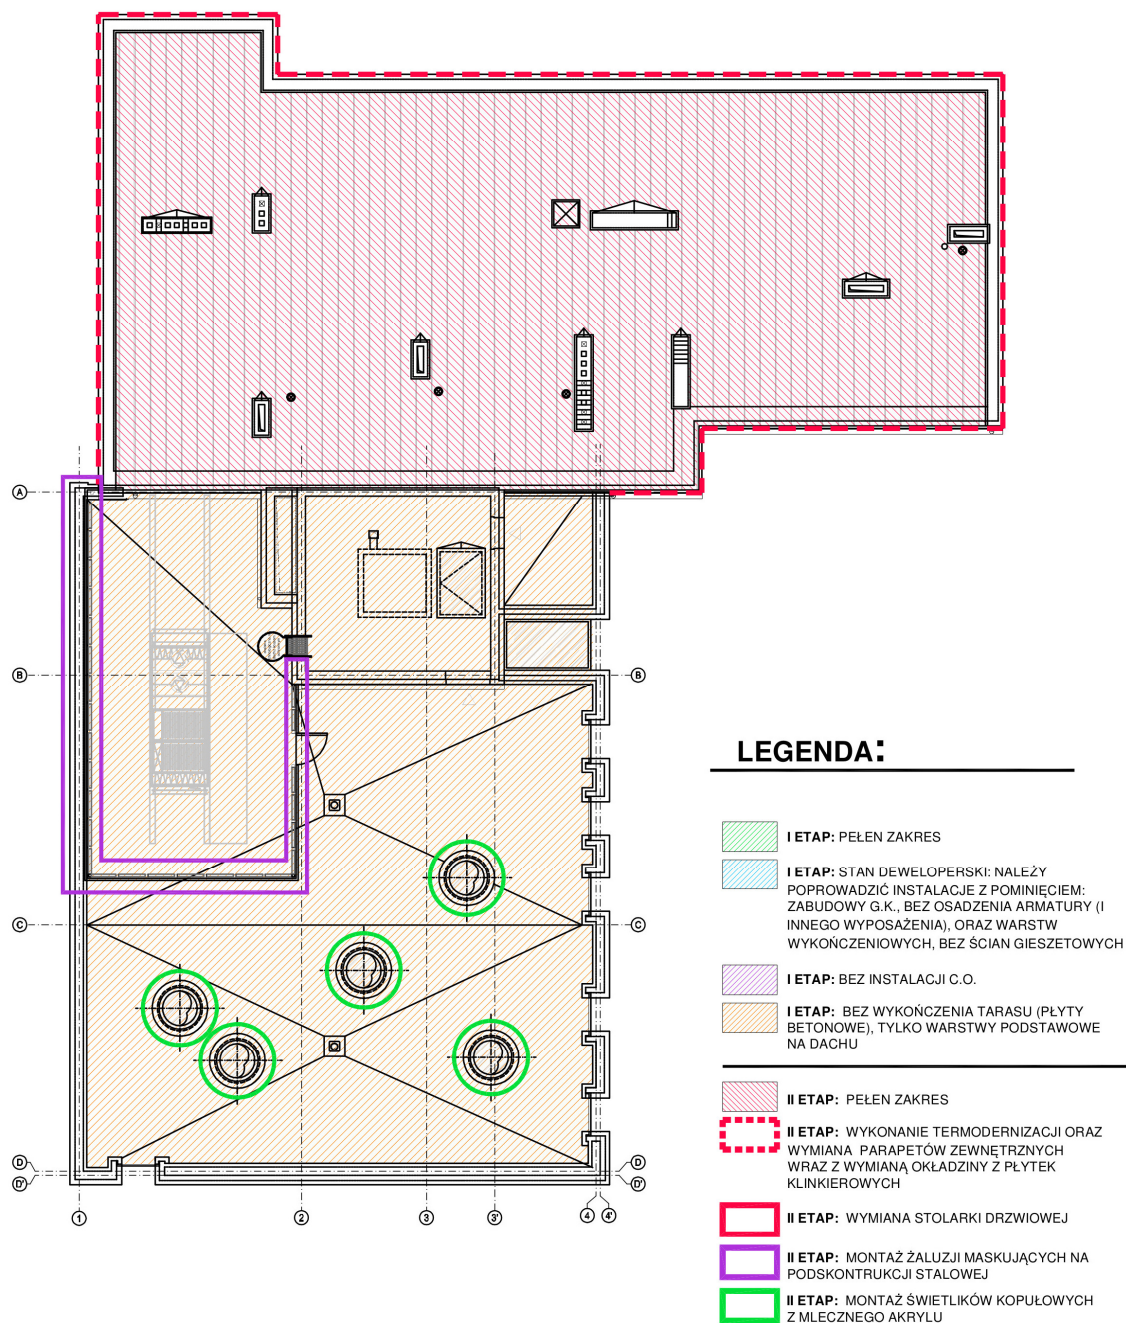 A
B
B
C
C
D
D
D'
D'
1
2
3
3'
4
4'
LEGENDA:
I ETAP: PEŁEN ZAKRES
I ETAP: STAN DEWELOPERSKI: NALEŻY
POPROWADZIĆ INSTALACJE Z POMINIĘCIEM:
ZABUDOWY G.K., BEZ OSADZENIA ARMATURY (I
INNEGO WYPOSAŻENIA), ORAZ WARSTW
WYKOŃCZENIOWYCH, BEZ ŚCIAN GIESZETOWYCH
I ETAP: BEZ INSTALACJI C.O.
I ETAP: BEZ WYKOŃCZENIA TARASU (PŁYTY
BETONOWE), TYLKO WARSTWY PODSTAWOWE
NA DACHU
II ETAP: PEŁEN ZAKRES
II ETAP: WYKONANIE TERMODERNIZACJI ORAZ
WYMIANA PARAPETÓW ZEWNĘTRZNYCH
WRAZ Z WYMIANĄ OKŁADZINY Z PŁYTEK
KLINKIEROWYCH
II ETAP: WYMIANA STOLARKI DRZWIOWEJ
II ETAP: MONTAŻ ŻALUZJI MASKUJĄCYCH NA
PODSKONTRUKCJI STALOWEJ
II ETAP: MONTAŻ ŚWIETLIKÓW KOPUŁOWYCH
Z MLECZNEGO AKRYLU